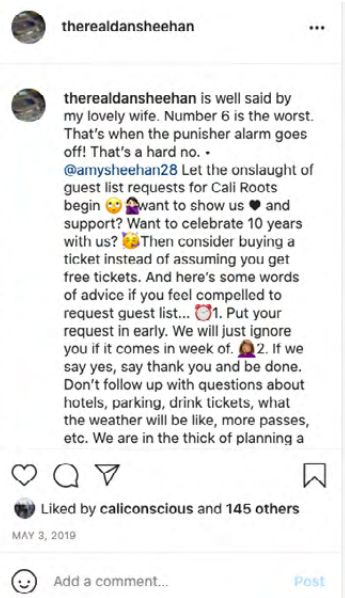 therealdansheehan
...
therealdansheehan is well said by
my lovely wife. Number 6 is the worst.
That's when the punisher alarm goes
off! That's a hard no. •
@amysheehan28 Let the onslaught of
guest list requests for Cali Roots
begin 🙄🤷🏻‍♀️want to show us 🖤 and
support? Want to celebrate 10 years
with us? 🥳Then consider buying a
ticket instead of assuming you get
free tickets. And here's some words
of advice if you feel compelled to
request guest list... ⏰1. Put your
request in early. We will just ignore
you if it comes in week of. 💆🏽‍♀️2. If we
say yes, say thank you and be done.
Don't follow up with questions about
hotels, parking, drink tickets, what
the weather will be like, more passes,
etc. We are in the thick of planning a
Liked by caliconscious and 145 others
MAY 3, 2019
Add a comment... Post